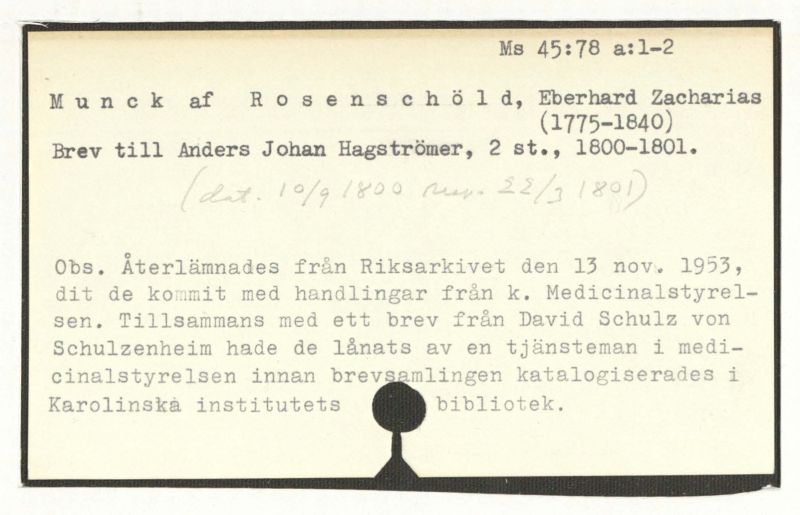 Ms 45:78 a:1-2
Munck af Rosenschöld, Eberhard Zacharias
(1775-1840)
Brev till Anders Johan Hagströmer, 2 st., 1800-1801.
(dat. 10/9 1800 resp. 22/3 1801)
Obs. Återlämnades från Riksarkivet den 13 nov. 1953,
dit de kommit med handlingar från k. Medicinalstyrel-
sen. Tillsammans med ett brev från David Schulz von
Schulzenheim hade de lånats av en tjänsteman i medi-
cinalstyrelsen innan brevsamlingen katalogiserades i
Karolinska institutets bibliotek.